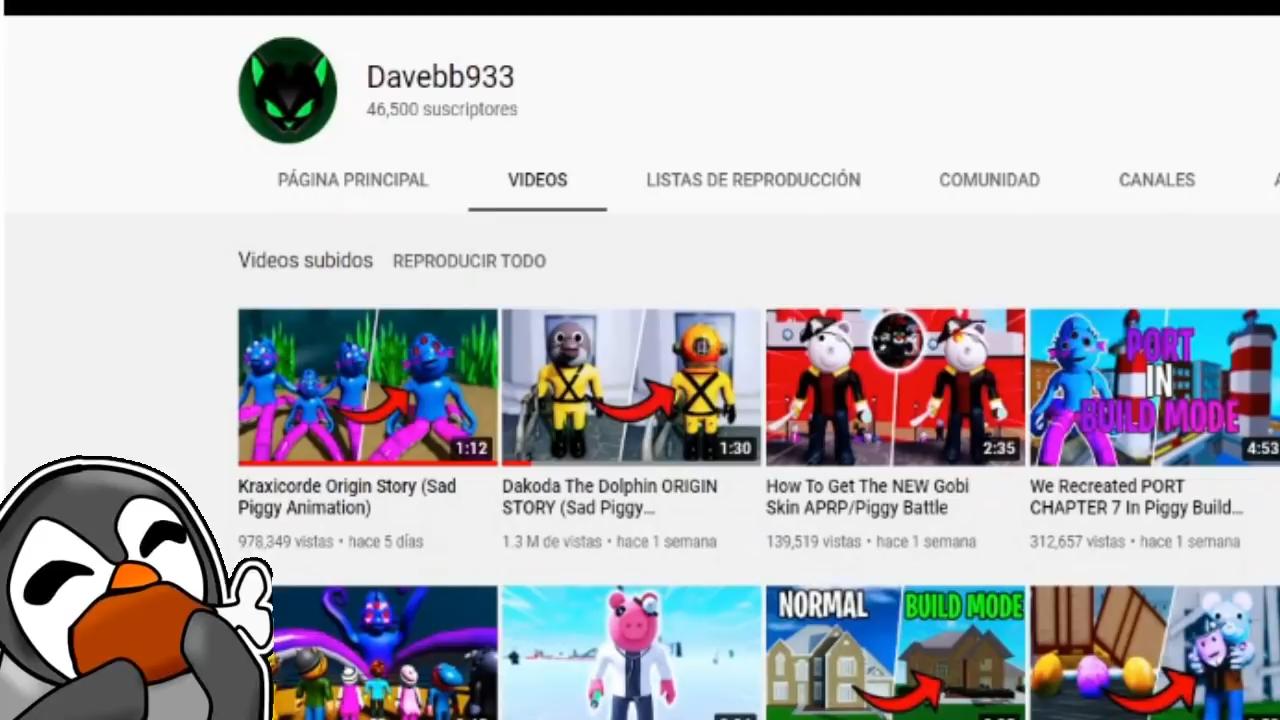 Davebb933
46,500 suscriptores
PÁGINA PRINCIPAL VIDEOS LISTAS DE REPRODUCCIÓN COMUNIDAD CANALES
Videos subidos REPRODUCIR TODO
PORT
IN
BUILD MODE
1:12 1:30 2:35 4:53
Kraxicorde Origin Story (Sad
Piggy Animation)
978,349 vistas • hace 5 días
Dakoda The Dolphin ORIGIN
STORY (Sad Piggy...
1.3 M de vistas • hace 1 semana
How To Get The NEW Gobi
Skin APRP/Piggy Battle
139,519 vistas • hace 1 semana
We Recreated PORT
CHAPTER 7 In Piggy Build...
312,657 vistas • hace 1 semana
NORMAL BUILD MODE